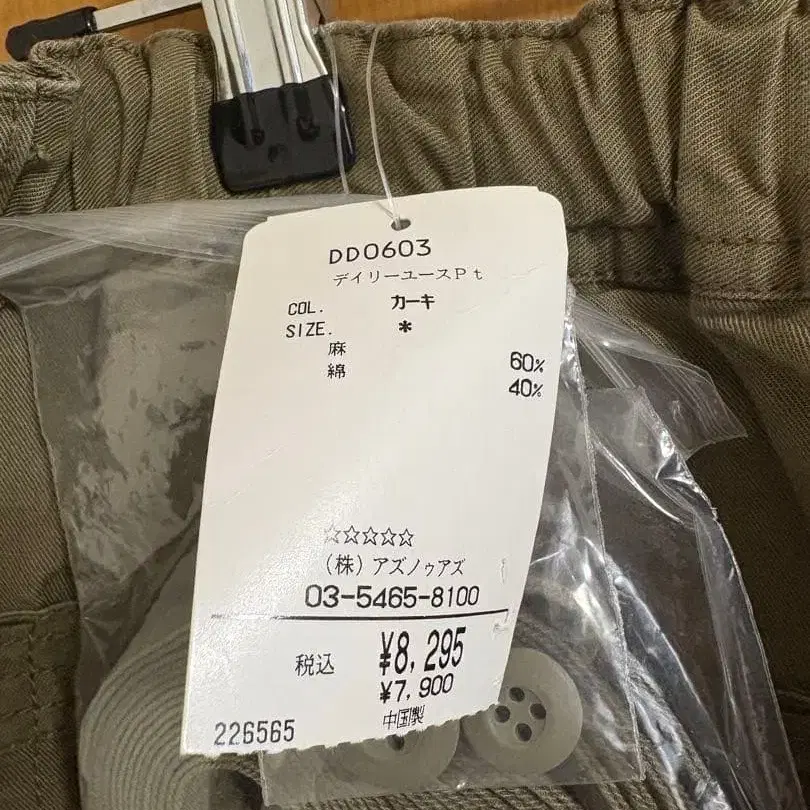 DD0603
デイリーユースPt
COL. カーキ
SIZE. *
麻 60%
綿 40%
☆☆☆☆☆
(株)アズノゥアズ
03-5465-8100
税込 ¥8,295
¥7,900
226565 中国製